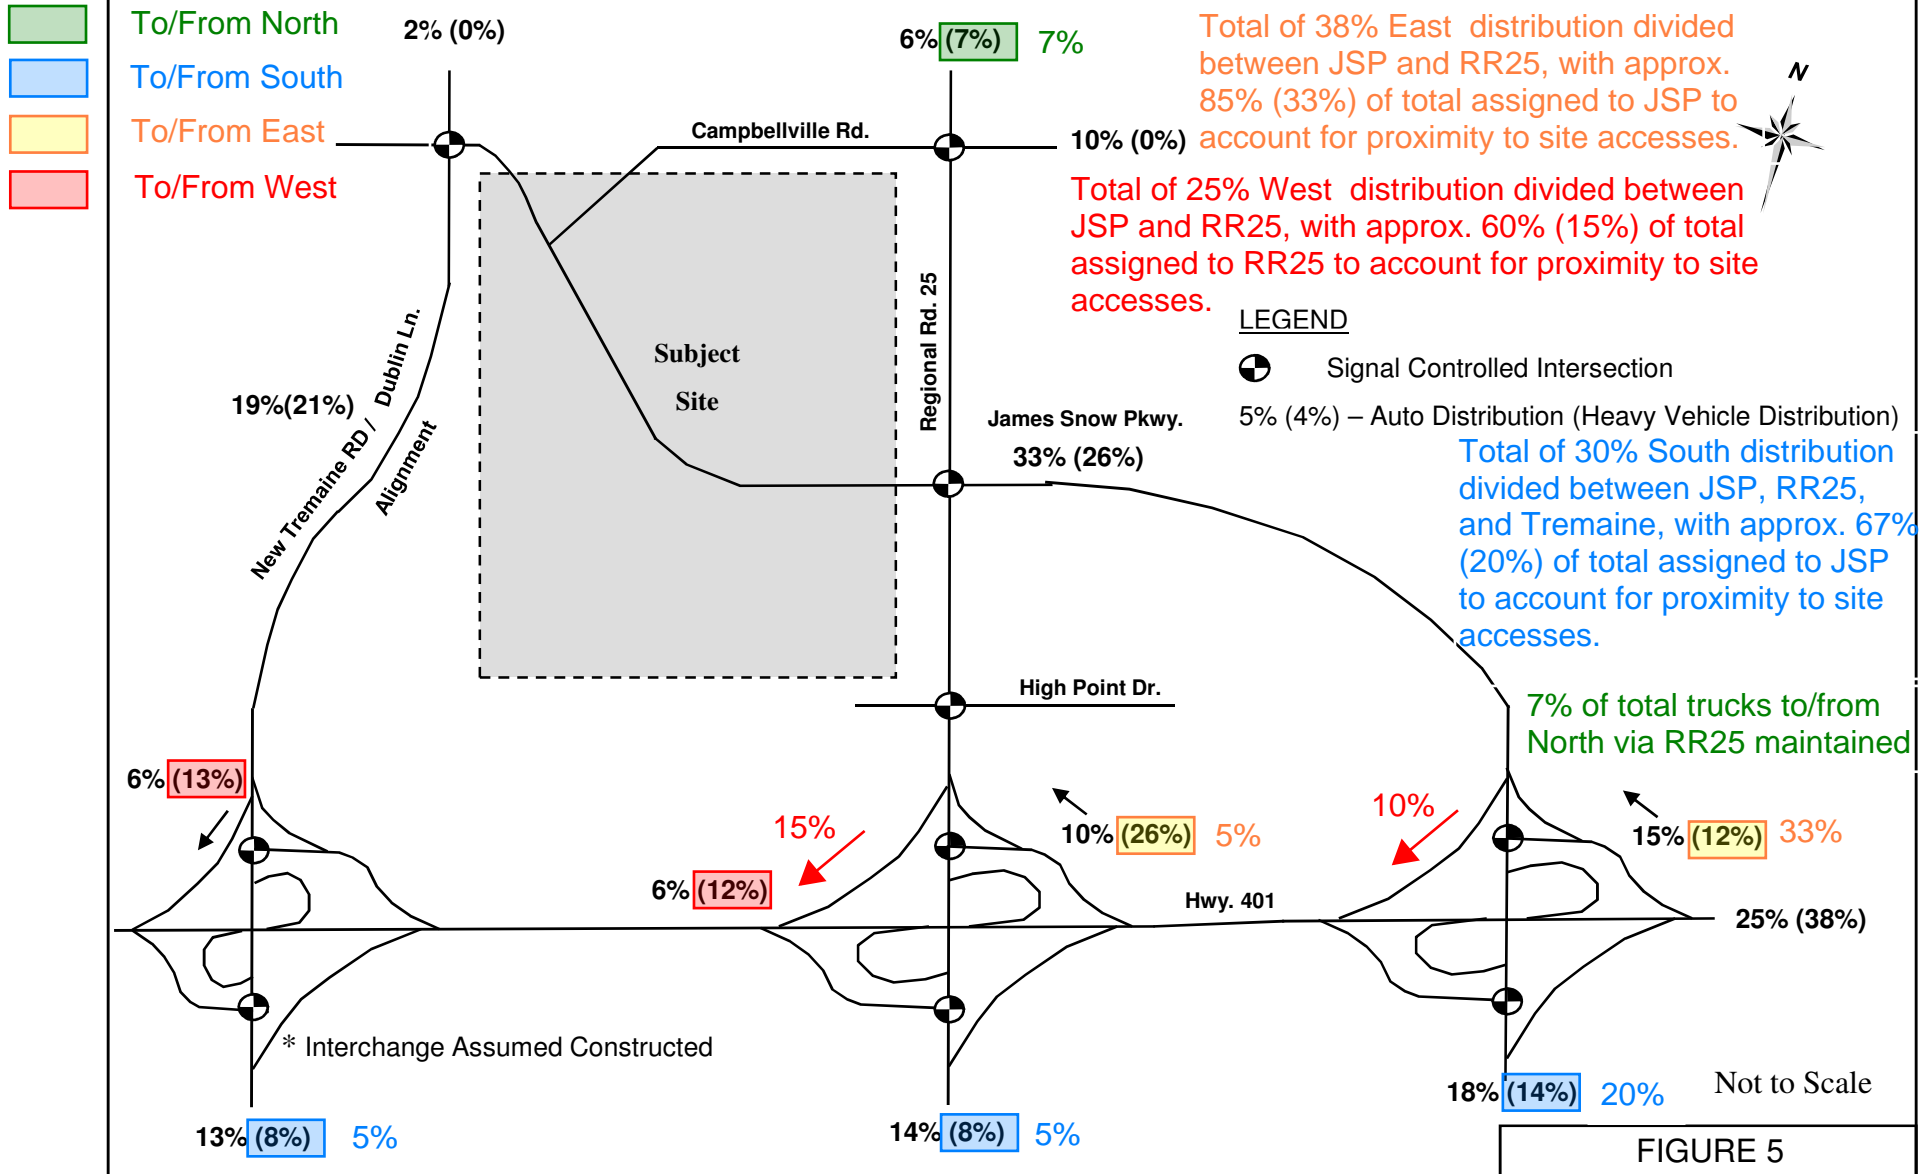 To/From North
To/From South
To/From East
To/From West
2% (0%)
6% (7%) 7%
Total of 38% East distribution divided
between JSP and RR25, with approx.
85% (33%) of total assigned to JSP to
account for proximity to site accesses.
N
Campbellville Rd.
10% (0%)
Total of 25% West distribution divided between
JSP and RR25, with approx. 60% (15%) of total
assigned to RR25 to account for proximity to site
accesses.
LEGEND
Signal Controlled Intersection
5% (4%) – Auto Distribution (Heavy Vehicle Distribution)
Subject
Site
Regional Rd. 25
19%(21%)
New Tremaine RD / Dublin Ln.
Alignment
James Snow Pkwy.
33% (26%)
Total of 30% South distribution
divided between JSP, RR25,
and Tremaine, with approx. 67%
(20%) of total assigned to JSP
to account for proximity to site
accesses.
High Point Dr.
7% of total trucks to/from
North via RR25 maintained
6% (13%)
15%
6% (12%)
10% (26%) 5%
10%
15% (12%) 33%
Hwy. 401
25% (38%)
* Interchange Assumed Constructed
13% (8%) 5%
14% (8%) 5%
18% (14%) 20%
Not to Scale
FIGURE 5